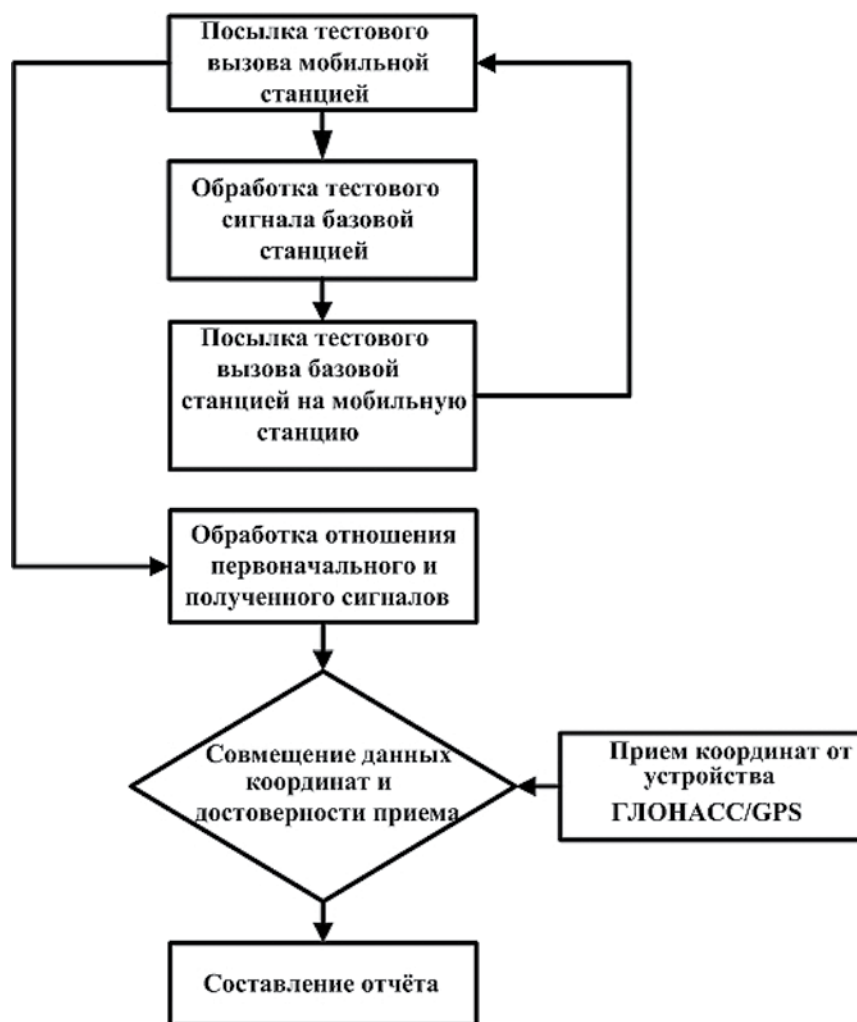 Посылка тестового
вызова мобильной
станцией
Обработка тестового
сигнала базовой
станцией
Посылка тестового
вызова базовой
станцией на мобильную
станцию
Обработка отношения
первоначального и
полученного сигналов
Совмещение данных
координат и
достоверности приема
Прием координат от
устройства
ГЛОНАСС/GPS
Составление отчёта